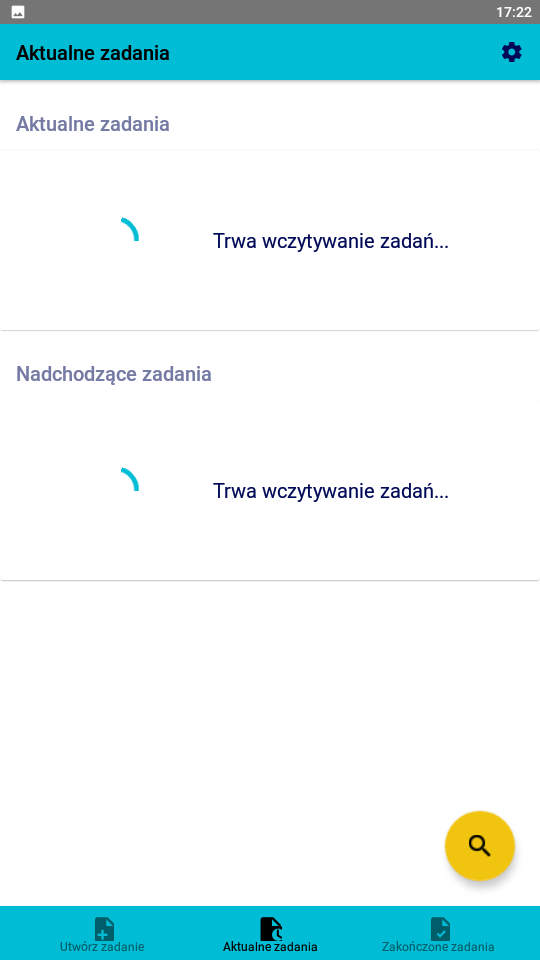 17:22
Aktualne zadania
Aktualne zadania
Trwa wczytywanie zadań...
Nadchodzące zadania
Trwa wczytywanie zadań...
Utwórz zadanie
Aktualne zadania
Zakończone zadania